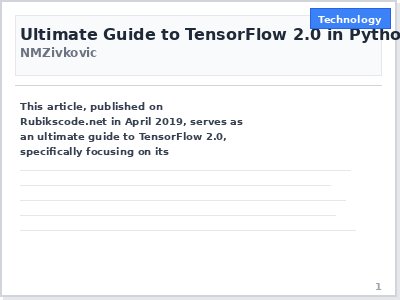 Technology
Ultimate Guide to TensorFlow 2.0 in Pytho
NMZivkovic
This article, published on
Rubikscode.net in April 2019, serves as
an ultimate guide to TensorFlow 2.0,
specifically focusing on its
1